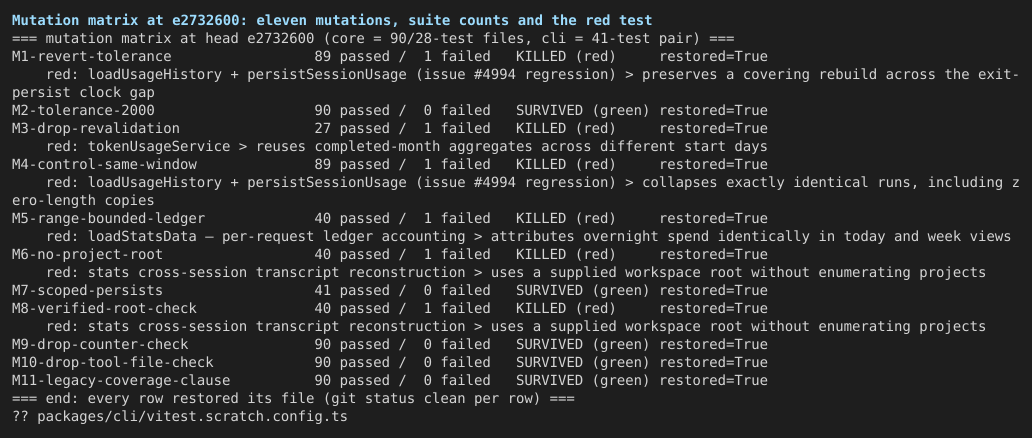 Mutation matrix at e2732600: eleven mutations, suite counts and the red test
=== mutation matrix at head e2732600 (core = 90/28-test files, cli = 41-test pair) ===
M1-revert-tolerance                 89 passed /  1 failed   KILLED (red)     restored=True
    red: loadUsageHistory + persistSessionUsage (issue #4994 regression) > preserves a covering rebuild across the exit-
persist clock gap
M2-tolerance-2000                   90 passed /  0 failed   SURVIVED (green) restored=True
M3-drop-revalidation                27 passed /  1 failed   KILLED (red)     restored=True
    red: tokenUsageService > reuses completed-month aggregates across different start days
M4-control-same-window              89 passed /  1 failed   KILLED (red)     restored=True
    red: loadUsageHistory + persistSessionUsage (issue #4994 regression) > collapses exactly identical runs, including z
ero-length copies
M5-range-bounded-ledger             40 passed /  1 failed   KILLED (red)     restored=True
    red: loadStatsData — per-request ledger accounting > attributes overnight spend identically in today and week views
M6-no-project-root                  40 passed /  1 failed   KILLED (red)     restored=True
    red: stats cross-session transcript reconstruction > uses a supplied workspace root without enumerating projects
M7-scoped-persists                  41 passed /  0 failed   SURVIVED (green) restored=True
M8-verified-root-check              40 passed /  1 failed   KILLED (red)     restored=True
    red: stats cross-session transcript reconstruction > uses a supplied workspace root without enumerating projects
M9-drop-counter-check               90 passed /  0 failed   SURVIVED (green) restored=True
M10-drop-tool-file-check            90 passed /  0 failed   SURVIVED (green) restored=True
M11-legacy-coverage-clause          90 passed /  0 failed   SURVIVED (green) restored=True
=== end: every row restored its file (git status clean per row) ===
?? packages/cli/vitest.scratch.config.ts